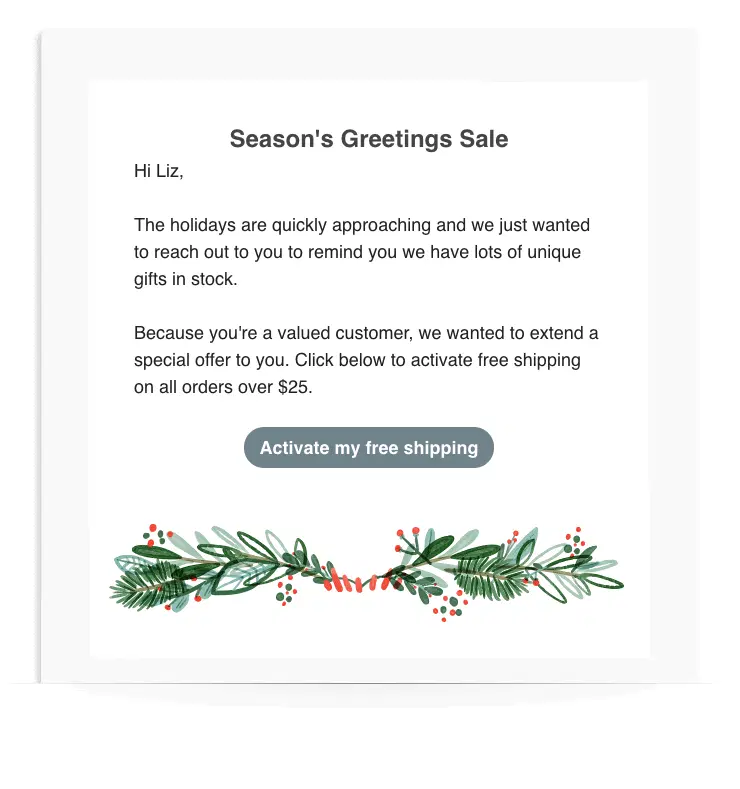 Season's Greetings Sale
Hi Liz,
The holidays are quickly approaching and we just wanted
to reach out to you to remind you we have lots of unique
gifts in stock.
Because you're a valued customer, we wanted to extend a
special offer to you. Click below to activate free shipping
on all orders over $25.
Activate my free shipping